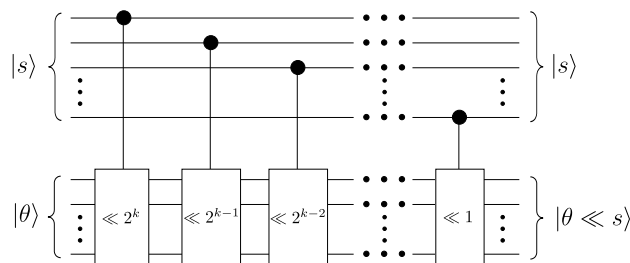 |s⟩ |s⟩
|θ⟩ ≪ 2^k ≪ 2^{k−1} ≪ 2^{k−2} ≪ 1 |θ ≪ s⟩